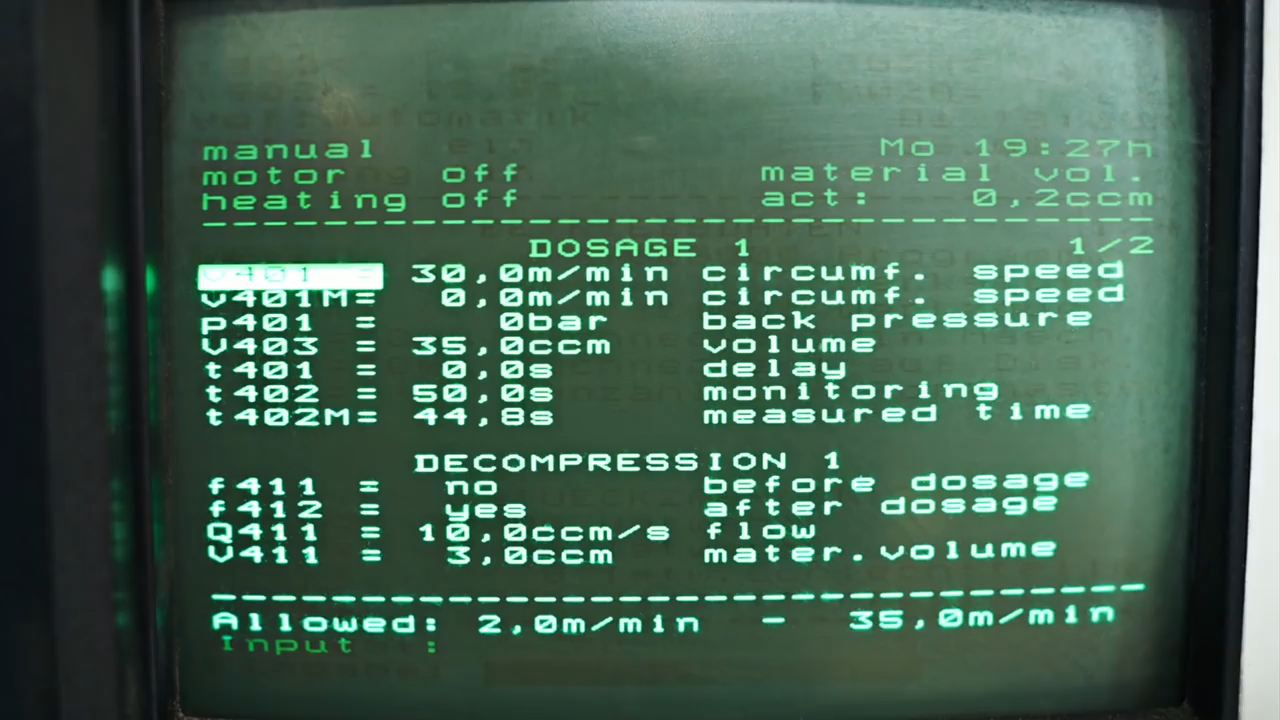 manual Mo 19:27h
motor off material vol.
heating off act: 0,2ccm
DOSAGE 1 1/2
v401 = 30,0m/min circumf. speed
v401M= 0,0m/min circumf. speed
p401 = 0bar back pressure
V403 = 35,0ccm volume
t401 = 0,0s delay
t402 = 50,0s monitoring
t402M= 44,8s measured time
DECOMPRESSION 1
f411 = no before dosage
f412 = yes after dosage
Q411 = 10,0ccm/s flow
V411 = 3,0ccm mater.volume
Allowed: 2,0m/min - 35,0m/min
Input :